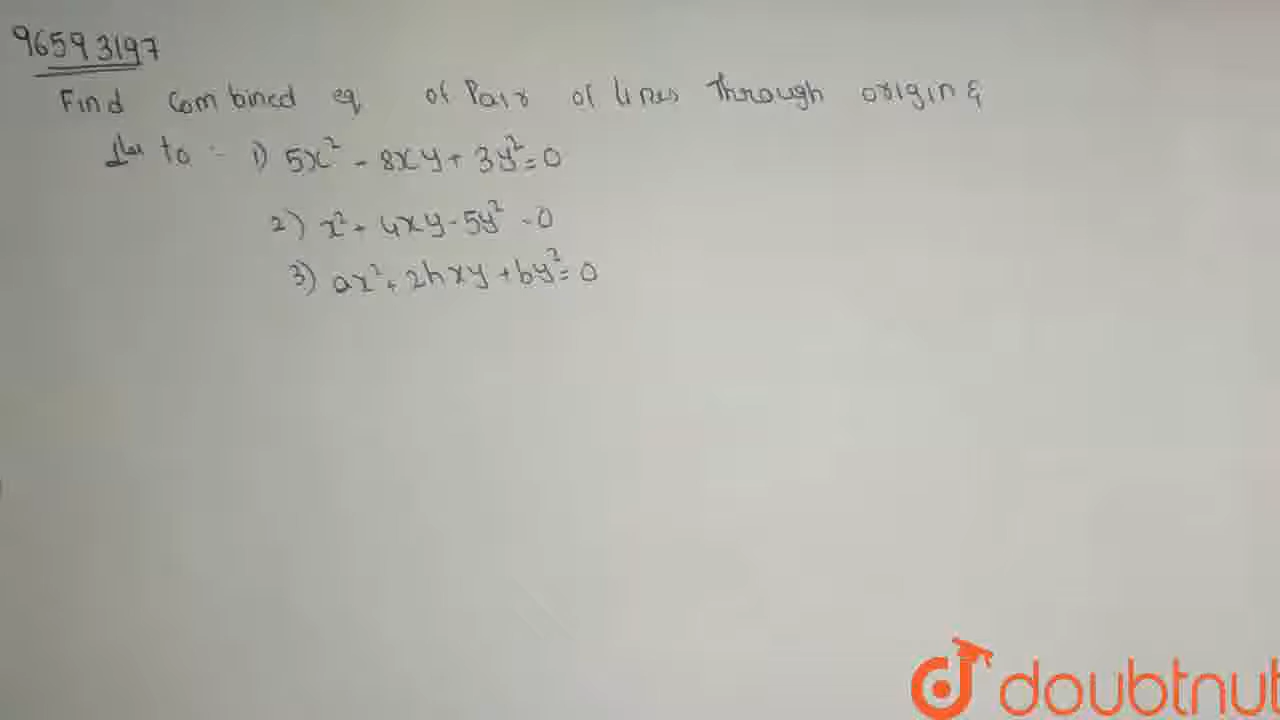 96593197
Find combined eq of Pair of lines Through origin &
⊥lar to :- 1) 5x² - 8xy + 3y² = 0
2) x² + 4xy - 5y² = 0
3) ax² + 2hxy + by² = 0
doubtnut